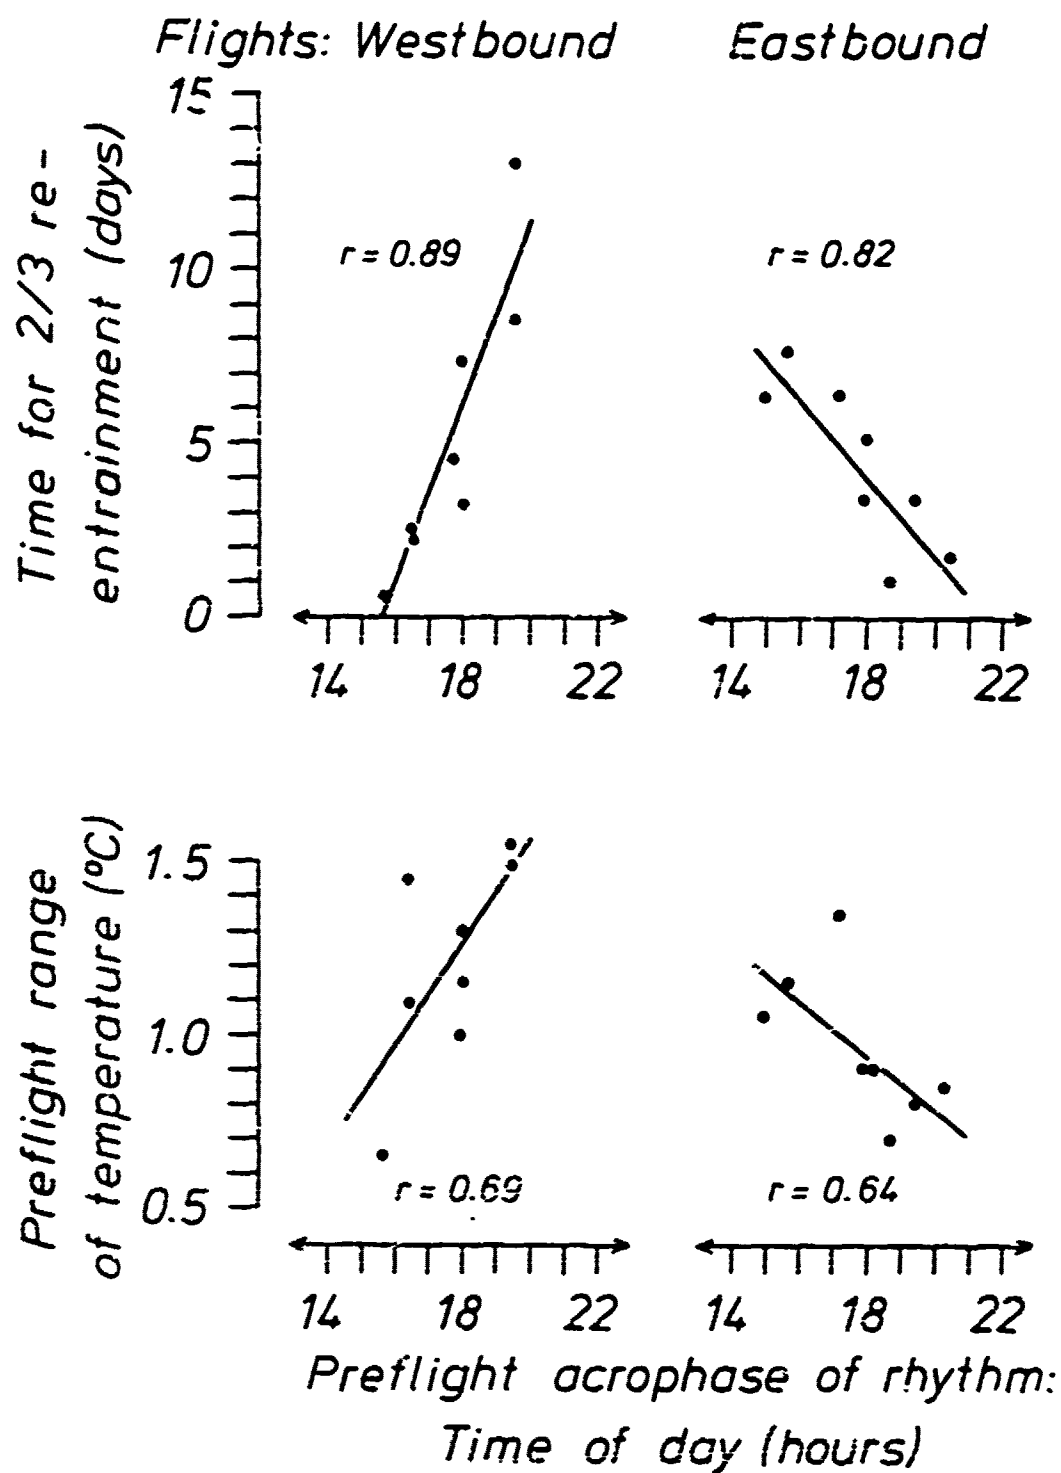 Flights: Westbound Eastbound
Time for 2/3 re-
entrainment (days)
15
10
5
0
r = 0.89
r = 0.82
14 18 22
14 18 22
Preflight range
of temperature (°C)
1.5
1.0
0.5
r = 0.69
r = 0.64
14 18 22
14 18 22
Preflight acrophase of rhythm:
Time of day (hours)